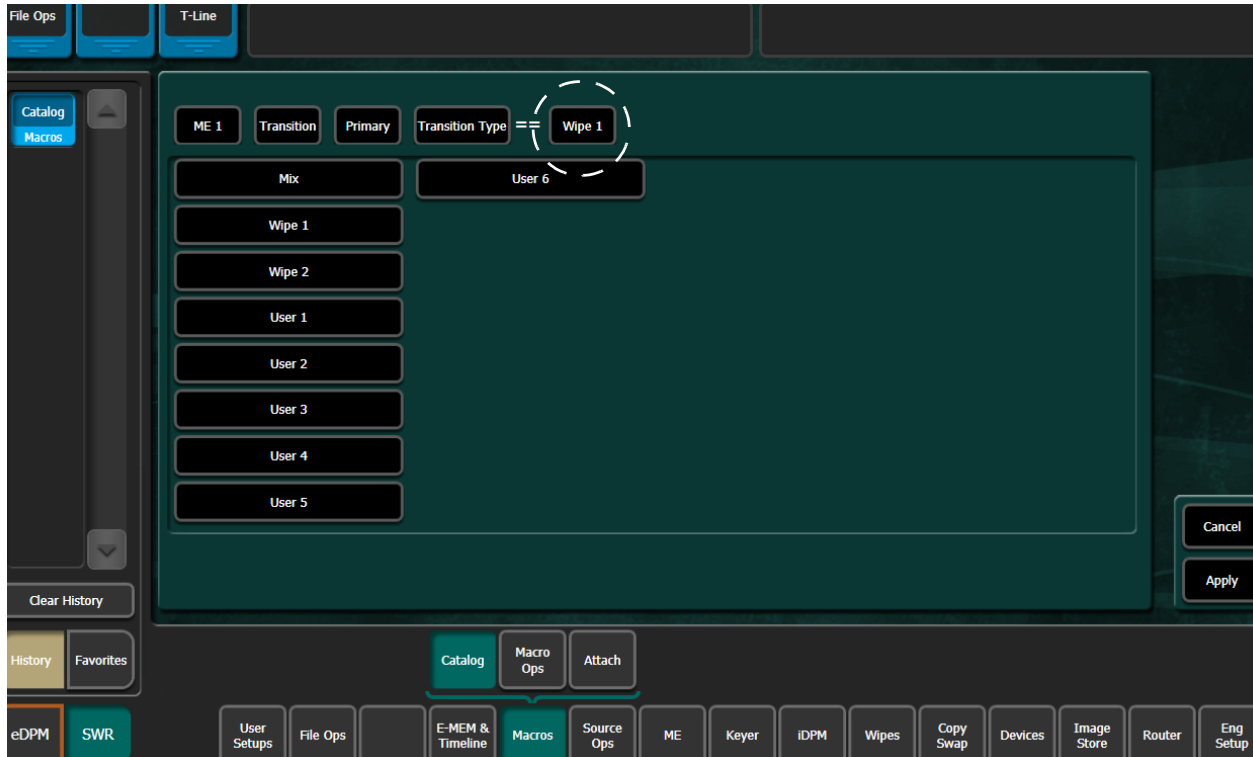 File Ops
T-Line
Catalog
Macros
ME 1 Transition Primary Transition Type == Wipe 1
Mix User 6
Wipe 1
Wipe 2
User 1
User 2
User 3
User 4
User 5
Cancel
Apply
Clear History
History Favorites
Catalog
Macro
Ops
Attach
eDPM SWR
User
Setups
File Ops
E-MEM &
Timeline
Macros
Source
Ops
ME
Keyer
iDPM
Wipes
Copy
Swap
Devices
Image
Store
Router
Eng
Setup